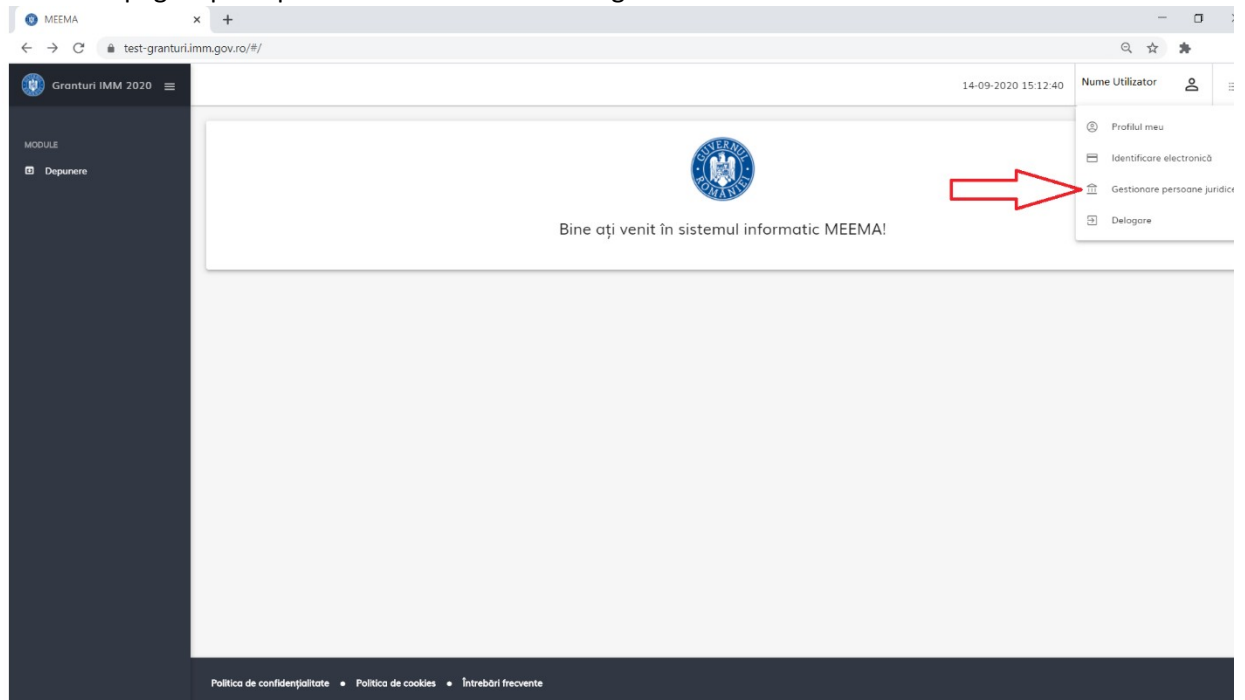 MEEMA
test-granturi.imm.gov.ro/#/
Granturi IMM 2020
14-09-2020 15:12:40
Nume Utilizator
MODULE
Depunere
Profilul meu
Identificare electronică
Gestionare persoane juridice
Delogare
GUVERNUL ROMÂNIEI
Bine ați venit în sistemul informatic MEEMA!
Politica de confidențialitate • Politica de cookies • Întrebări frecvente